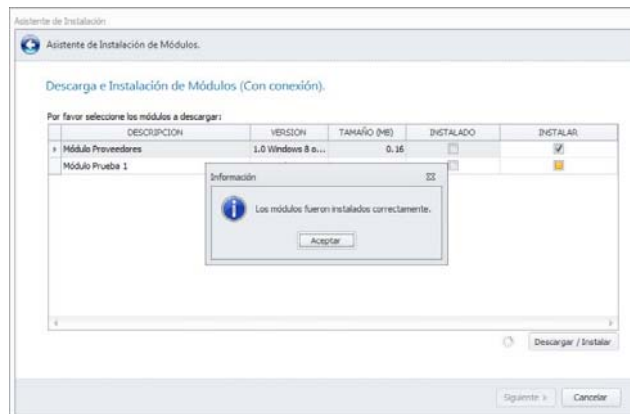 Asistente de Instalación
Asistente de Instalación de Módulos.
Descarga e Instalación de Módulos (Con conexión).
Por favor seleccione los módulos a descargar:
DESCRIPCION VERSION TAMAÑO (MB) INSTALADO INSTALAR
Módulo Proveedores 1.0 Windows 8 o... 0.16
Módulo Prueba 1
Información
Los módulos fueron instalados correctamente.
Aceptar
Descargar / Instalar
Siguiente > Cancelar